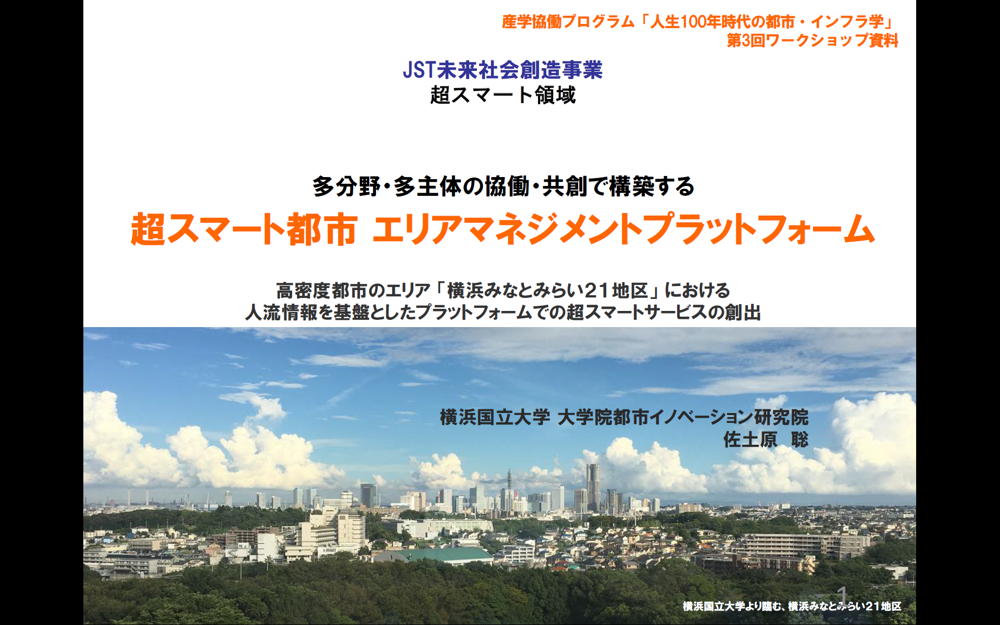 産学協働プログラム「人生100年時代の都市・インフラ学」
第3回ワークショップ資料
JST未来社会創造事業
超スマート領域
多分野・多主体の協働・共創で構築する
超スマート都市 エリアマネジメントプラットフォーム
高密度都市のエリア「横浜みなとみらい２１地区」における
人流情報を基盤としたプラットフォームでの超スマートサービスの創出
横浜国立大学 大学院都市イノベーション研究院
佐土原　聡
1
横浜国立大学より臨む、横浜みなとみらい２１地区